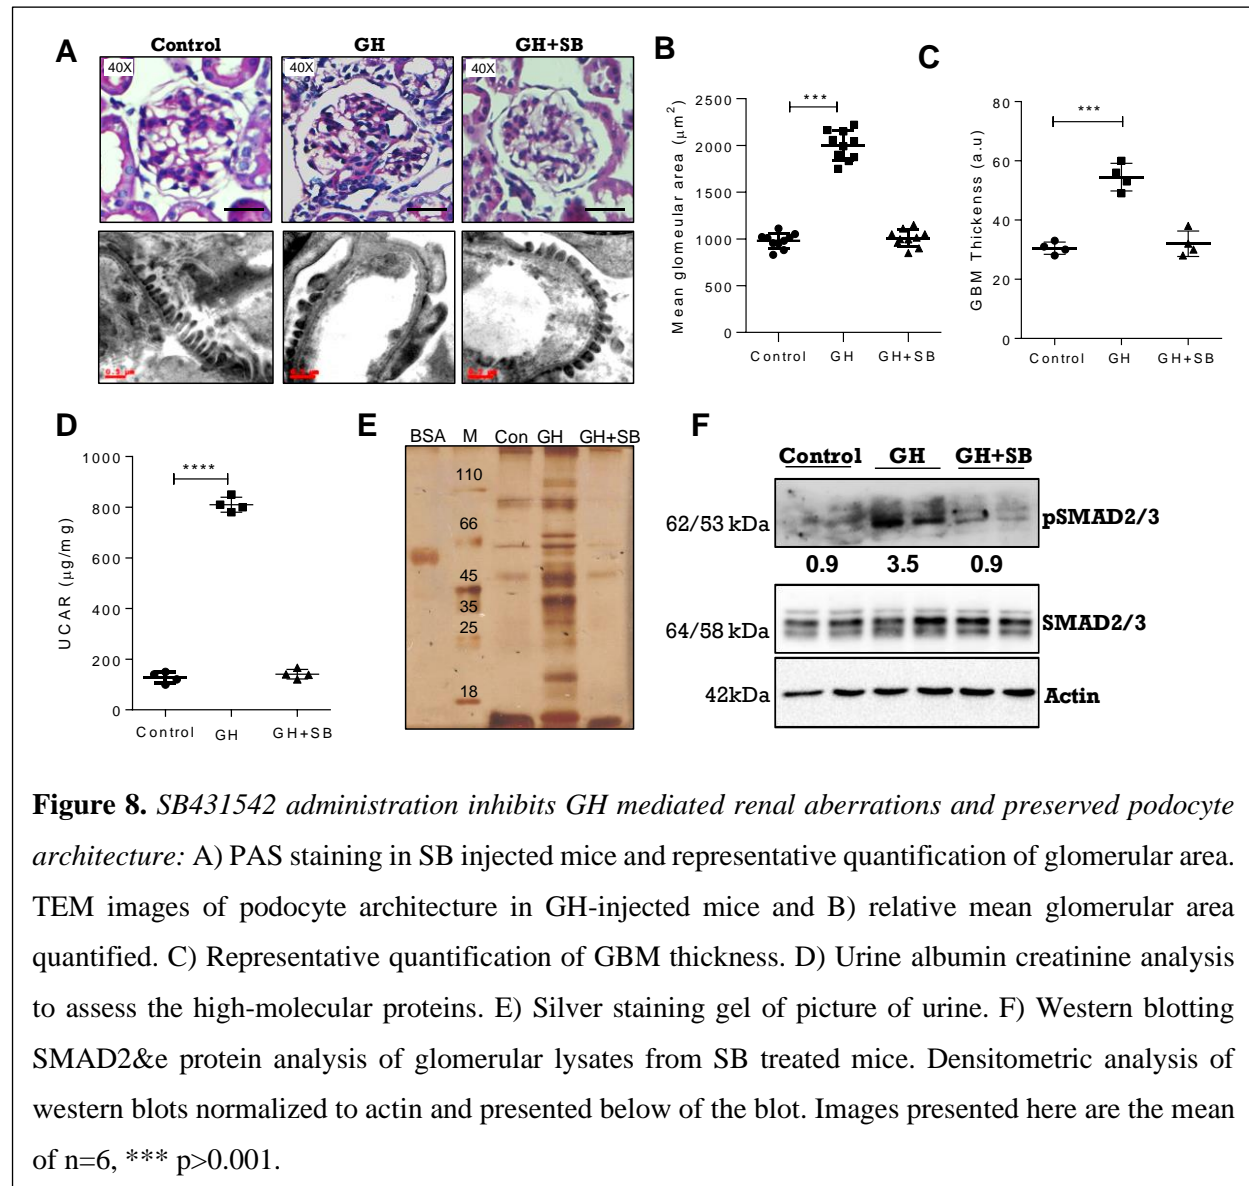 A
Control
GH
GH+SB
40X
40X
40X
B
Mean glomeular area (μm²)
2500
2000
1500
1000
500
0
***
Control
GH
GH+SB
C
GBM Thickenss (a.u)
80
60
40
20
0
***
Control
GH
GH+SB
D
UCAR (μg/mg)
1000
800
600
400
200
0
****
Control
GH
GH+SB
E
BSA M Con GH GH+SB
110
66
45
35
25
18
F
Control GH GH+SB
62/53 kDa
pSMAD2/3
0.9 3.5 0.9
64/58 kDa
SMAD2/3
42kDa
Actin
Figure 8. SB431542 administration inhibits GH mediated renal aberrations and preserved podocyte
architecture: A) PAS staining in SB injected mice and representative quantification of glomerular area.
TEM images of podocyte architecture in GH-injected mice and B) relative mean glomerular area
quantified. C) Representative quantification of GBM thickness. D) Urine albumin creatinine analysis
to assess the high-molecular proteins. E) Silver staining gel of picture of urine. F) Western blotting
SMAD2&e protein analysis of glomerular lysates from SB treated mice. Densitometric analysis of
western blots normalized to actin and presented below of the blot. Images presented here are the mean
of n=6, *** p>0.001.